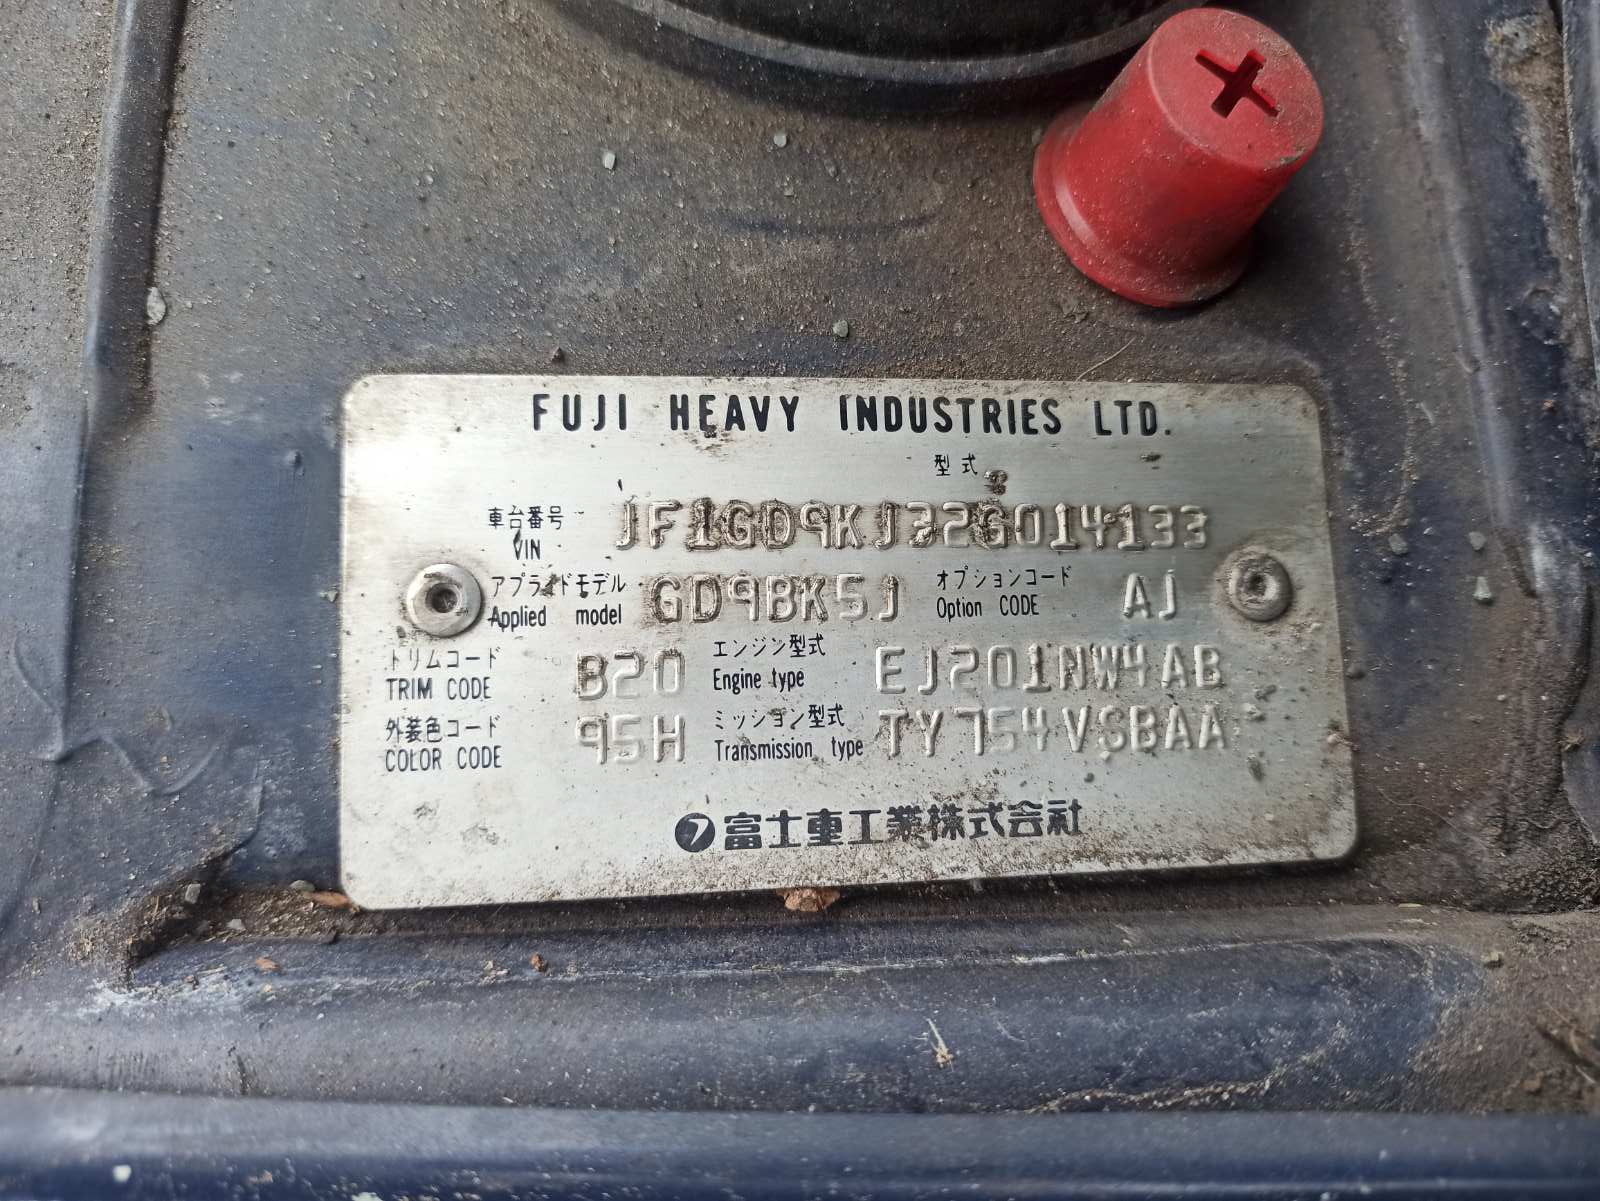 FUJI HEAVY INDUSTRIES LTD.
型式
車台番号 VIN JF1GD9KJ32G014133
アプライドモデル Applied model GD9BK5J オプションコード Option CODE AJ
トリムコード TRIM CODE B20 エンジン型式 Engine type EJ201NW4AB
外装色コード COLOR CODE 95H ミッション型式 Transmission type TY754VSBAA
フ 富士重工業株式会社